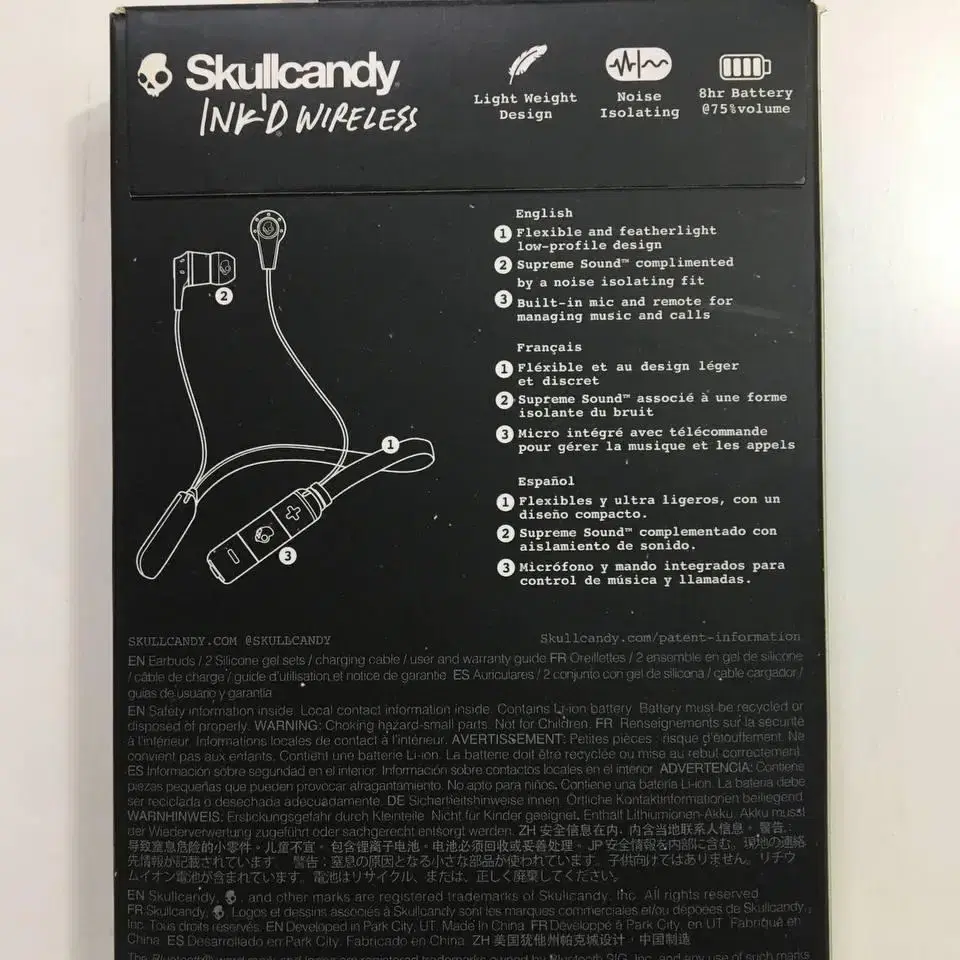 Skullcandy
INK'D WIRELESS
Light Weight
Design
Noise
Isolating
8hr Battery
@75%volume
English
1 Flexible and featherlight
low-profile design
2 Supreme Sound™ complimented
by a noise isolating fit
3 Built-in mic and remote for
managing music and calls
Français
1 Fléxible et au design léger
et discret
2 Supreme Sound™ associé à une forme
isolante du bruit
3 Micro intégré avec télécommande
pour gérer la musique et les appels
Español
1 Flexibles y ultra ligeros, con un
diseño compacto.
2 Supreme Sound™ complementado con
aislamiento de sonido.
3 Micrófono y mando integrados para
control de música y llamadas.
2
1
3
SKULLCANDY.COM @SKULLCANDY
Skullcandy.com/patent-information
EN Earbuds / 2 Silicone gel sets / charging cable / user and warranty guide FR Oreillettes / 2 ensemble en gel de silicone
/ câble de charge / guide d'utilisation et notice de garantie ES Auriculares / 2 conjunto con gel de silicona / cable cargador /
guias de usuario y garantía
EN Safety information inside. Local contact information inside. Contains Li-ion battery. Battery must be recycled or
disposed of properly. WARNING: Choking hazard-small parts. Not for Children. FR Renseignements sur la sécurité
à l'intérieur. Informations locales de contact à l'intérieur. AVERTISSEMENT: Petites pièces : risque d'étouffement. Ne
convient pas aux enfants. Contient une batterie Li-ion. La batterie doit être recyclée ou mise au rebut correctement.
ES Información sobre seguridad en el interior. Información sobre contactos locales en el interior. ADVERTENCIA: Contiene
piezas pequeñas que pueden provocar atragantamiento. No apto para niños. Contiene una batería Li-ion. La batería debe
ser reciclada o desechada adecuadamente. DE Sicherheitshinweise innen. Örtliche Kontaktinformationen beiliegend.
WARNHINWEIS: Erstickungsgefahr durch Kleinteile. Nicht für Kinder geeignet. Enthält Lithiumionen-Akku. Akku muss
der Wiederverwertung zugeführt oder sachgerecht entsorgt werden. ZH 安全信息在内。内含当地联系人信息。警告:
导致窒息危险的小零件。儿童不宜。包含锂离子电池。电池必须回收或妥善处理。JP 安全情報を内部に含む。現地の連絡
先情報が記載されています。 警告：窒息の原因となる小さな部品が使われています。子供向けではありません。リチウ
ムイオン電池が含まれています。電池はリサイクル、または、正しく廃棄してください。
EN Skullcandy, , and other marks are registered trademarks of Skullcandy, Inc. All rights reserved
FR Skullcandy, , Logos et dessins associés à Skullcandy sont les marques commerciales et/ou déposées de Skullcandy,
Inc. Tous droits réservés. EN Developed in Park City, UT. Made In China FR Développé à Park City, en UT. Fabriqué en
China ES Desarrollado en Park City. Fabricado en China. ZH 美国犹他州帕克城设计，中国制造
The Bluetooth® word mark and logos are registered trademarks owned by Bluetooth SIG, Inc. and any use of such marks